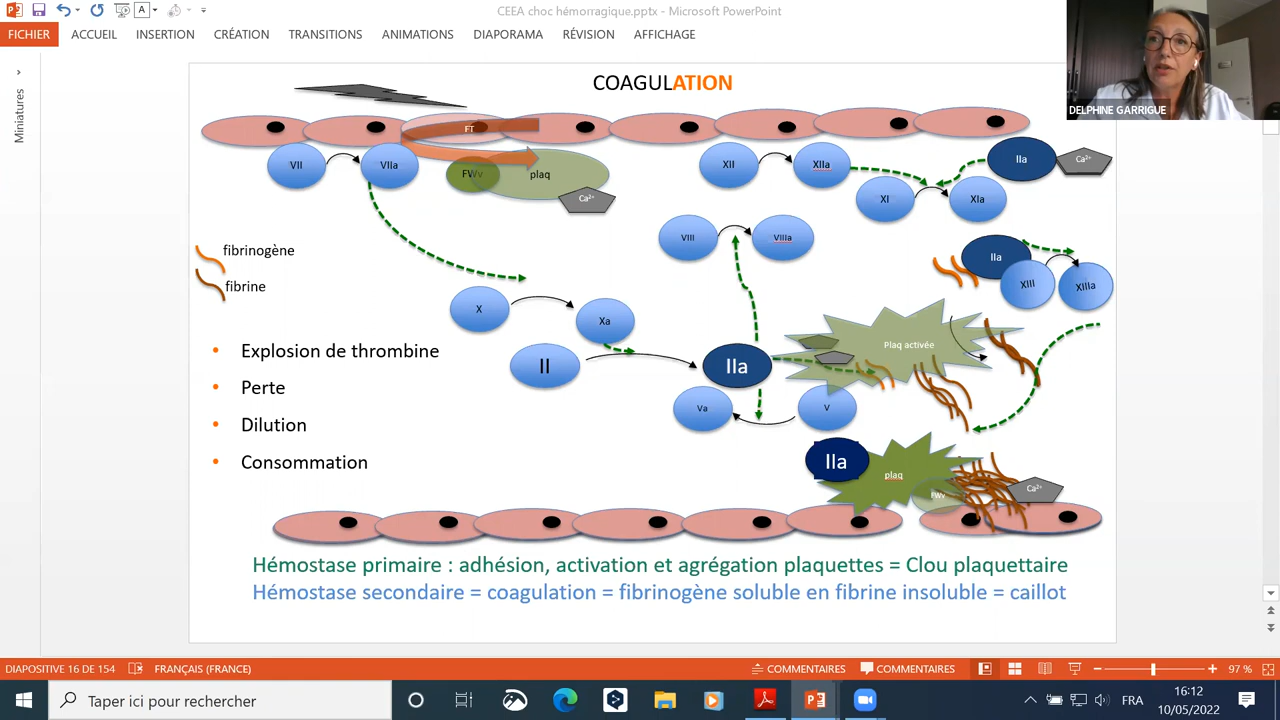 CEEA choc hémorragique.pptx - Microsoft PowerPoint
FICHIER ACCUEIL INSERTION CRÉATION TRANSITIONS ANIMATIONS DIAPORAMA RÉVISION AFFICHAGE
DELPHINE GARRIGUE
Miniatures
COAGULATION
FT
VII VIIa FWv plaq Ca²⁺
XII XIIa XI XIa IIa Ca²⁺
VIII VIIIa
IIa XIII XIIIa
fibrinogène
fibrine
X Xa
II IIa Plaq activée
Va V
Explosion de thrombine
Perte
Dilution
Consommation
IIa plaq FWv Ca²⁺
Hémostase primaire : adhésion, activation et agrégation plaquettes = Clou plaquettaire
Hémostase secondaire = coagulation = fibrinogène soluble en fibrine insoluble = caillot
DIAPOSITIVE 16 DE 154 FRANÇAIS (FRANCE) COMMENTAIRES COMMENTAIRES 97 %
Taper ici pour rechercher FRA 16:12
10/05/2022